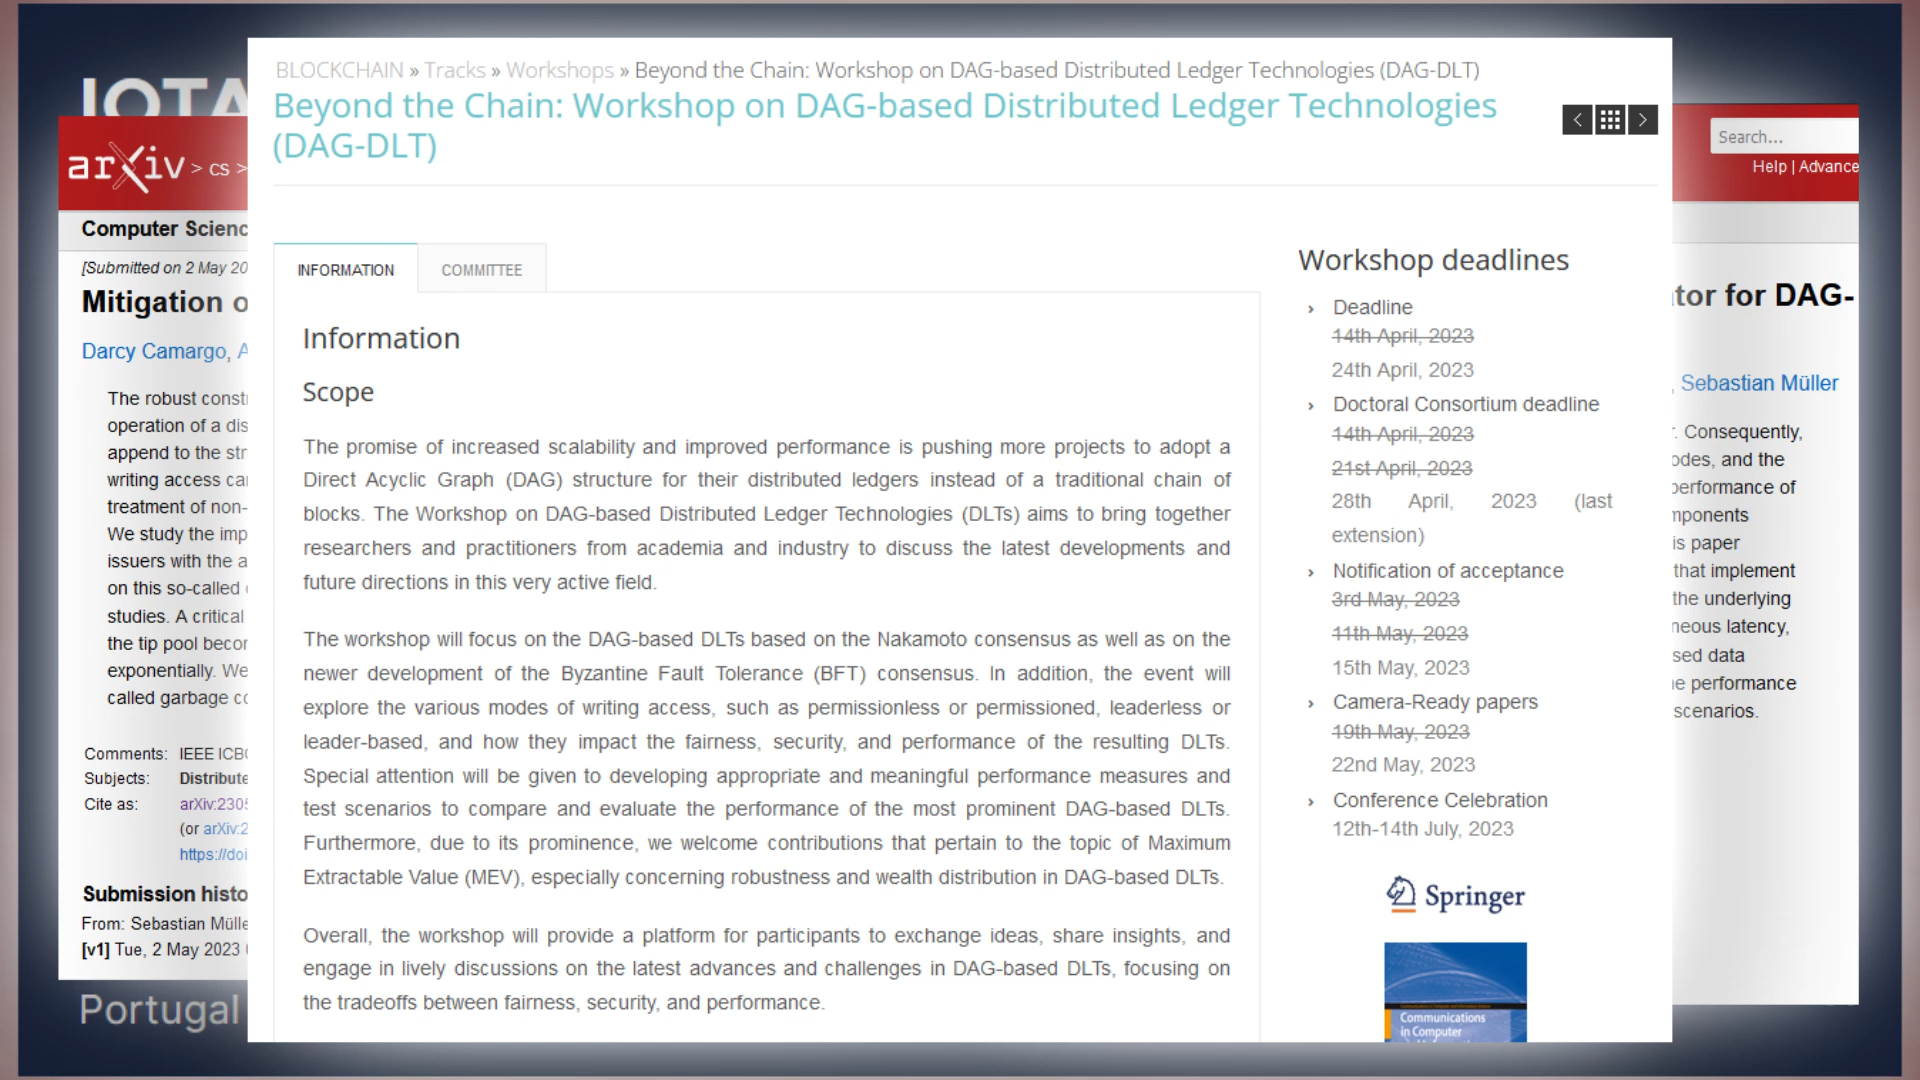 IOTA
BLOCKCHAIN » Tracks » Workshops » Beyond the Chain: Workshop on DAG-based Distributed Ledger Technologies (DAG-DLT)
Beyond the Chain: Workshop on DAG-based Distributed Ledger Technologies
(DAG-DLT)
INFORMATION
COMMITTEE
Information
Scope
The promise of increased scalability and improved performance is pushing more projects to adopt a
Direct Acyclic Graph (DAG) structure for their distributed ledgers instead of a traditional chain of
blocks. The Workshop on DAG-based Distributed Ledger Technologies (DLTs) aims to bring together
researchers and practitioners from academia and industry to discuss the latest developments and
future directions in this very active field.
The workshop will focus on the DAG-based DLTs based on the Nakamoto consensus as well as on the
newer development of the Byzantine Fault Tolerance (BFT) consensus. In addition, the event will
explore the various modes of writing access, such as permissionless or permissioned, leaderless or
leader-based, and how they impact the fairness, security, and performance of the resulting DLTs.
Special attention will be given to developing appropriate and meaningful performance measures and
test scenarios to compare and evaluate the performance of the most prominent DAG-based DLTs.
Furthermore, due to its prominence, we welcome contributions that pertain to the topic of Maximum
Extractable Value (MEV), especially concerning robustness and wealth distribution in DAG-based DLTs.
Overall, the workshop will provide a platform for participants to exchange ideas, share insights, and
engage in lively discussions on the latest advances and challenges in DAG-based DLTs, focusing on
the tradeoffs between fairness, security, and performance.
Workshop deadlines
Deadline
14th April, 2023
24th April, 2023
Doctoral Consortium deadline
14th April, 2023
21st April, 2023
28th April, 2023 (last
extension)
Notification of acceptance
3rd May, 2023
11th May, 2023
15th May, 2023
Camera-Ready papers
19th May, 2023
22nd May, 2023
Conference Celebration
12th-14th July, 2023
Springer
Communications
in Computer
arXiv > cs >
Computer Scienc
[Submitted on 2 May 20
Mitigation o
Darcy Camargo, A
The robust const
operation of a dis
append to the str
writing access ca
treatment of non-
We study the imp
issuers with the a
on this so-called
studies. A critical
the tip pool becor
exponentially. We
called garbage co
Comments: IEEE ICBC
Subjects: Distribute
Cite as: arXiv:230
(or arXiv:2
https://doi
Submission histo
From: Sebastian Mülle
[v1] Tue, 2 May 2023
Portugal
Search...
Help | Advance
tor for DAG-
, Sebastian Müller
r. Consequently,
odes, and the
performance of
mponents
is paper
that implement
the underlying
neous latency,
sed data
e performance
scenarios.